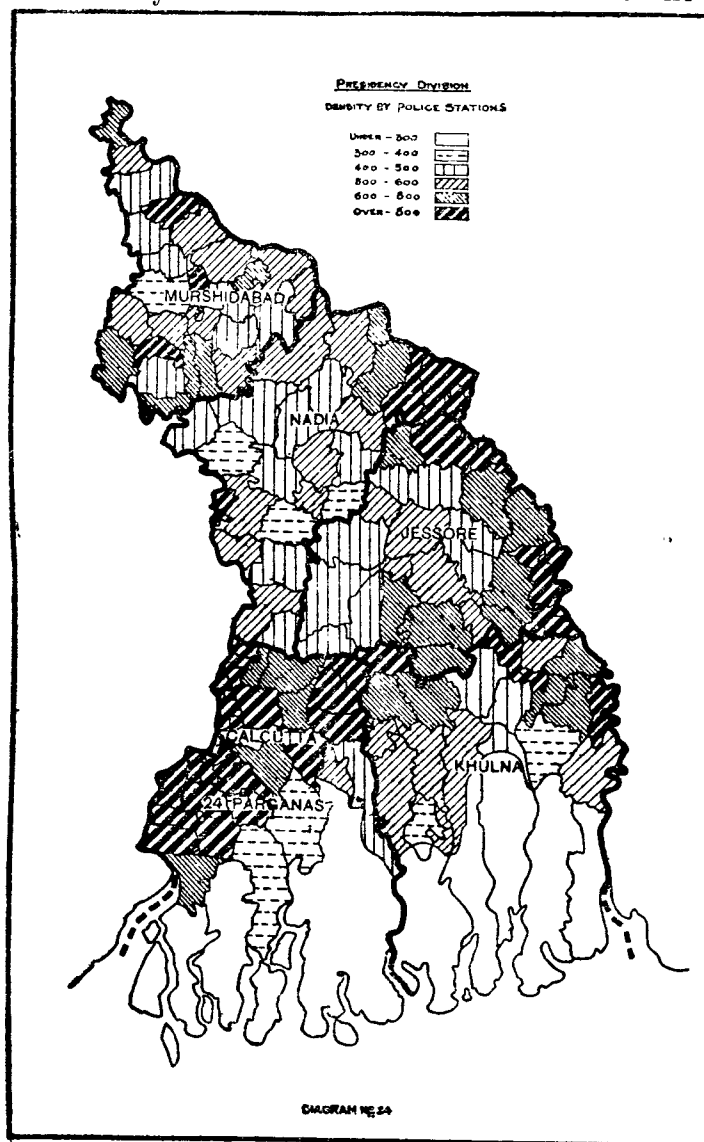 PRESIDENCY DIVISION
DENSITY BY POLICE STATIONS
UNDER - 300
300 - 400
400 - 500
500 - 600
600 - 800
OVER - 800
MURSHIDABAD
NADIA
JESSORE
CALCUTTA
KHULNA
24 PARGANAS
DIAGRAM NO 24